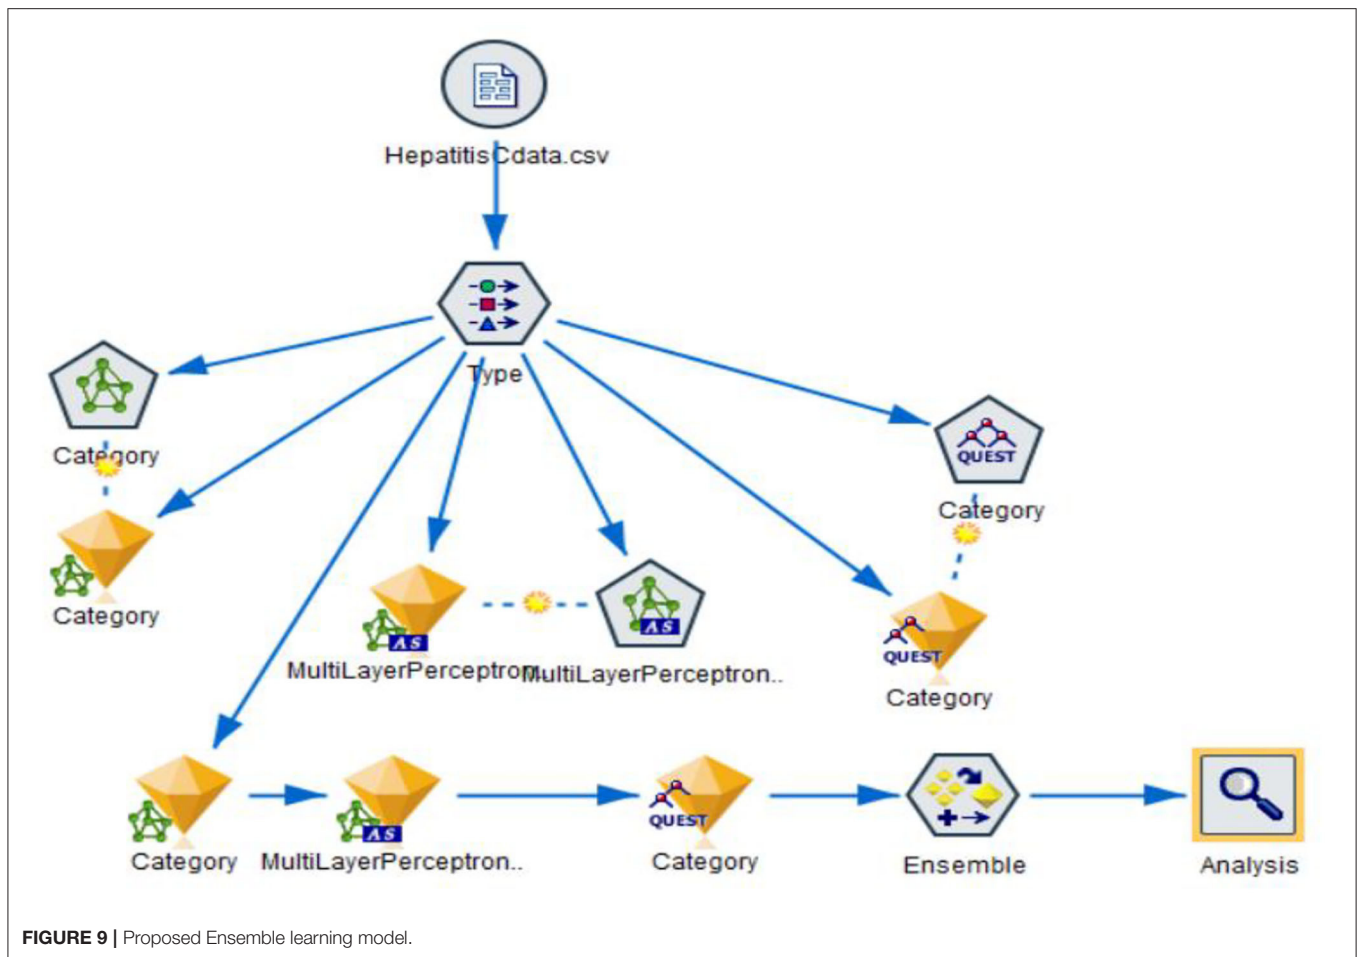 HepatitisCdata.csv
Type
Category
QUEST
Category
Category
AS
AS
MultiLayerPerceptron..
MultiLayerPerceptron..
QUEST
Category
AS
QUEST
Category
MultiLayerPerceptron..
Category
Ensemble
Analysis
FIGURE 9 | Proposed Ensemble learning model.